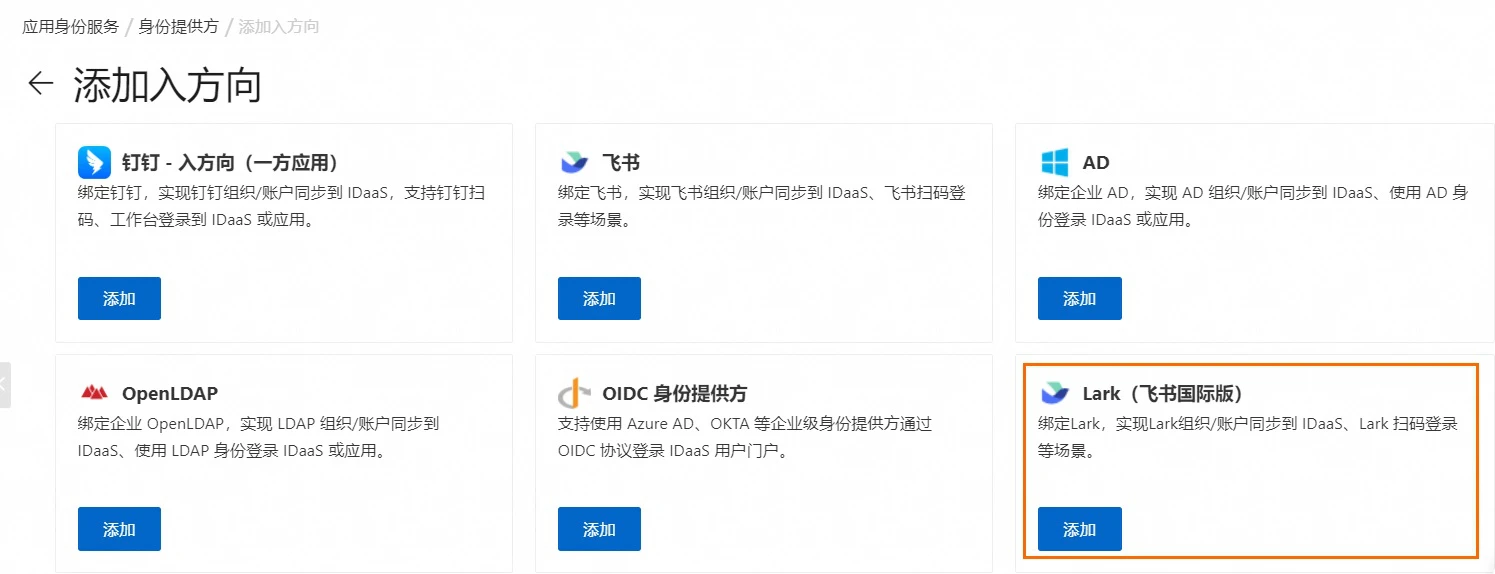 应用身份服务 / 身份提供方 / 添加入方向
添加入方向
钉钉 - 入方向（一方应用）
绑定钉钉，实现钉钉组织/账户同步到 IDaaS，支持钉钉扫
码、工作台登录到 IDaaS 或应用。
添加
飞书
绑定飞书，实现飞书组织/账户同步到 IDaaS、飞书扫码登
录等场景。
添加
AD
绑定企业 AD，实现 AD 组织/账户同步到 IDaaS、使用 AD 身
份登录 IDaaS 或应用。
添加
OpenLDAP
绑定企业 OpenLDAP，实现 LDAP 组织/账户同步到
IDaaS、使用 LDAP 身份登录 IDaaS 或应用。
添加
OIDC 身份提供方
支持使用 Azure AD、OKTA 等企业级身份提供方通过
OIDC 协议登录 IDaaS 用户门户。
添加
Lark（飞书国际版）
绑定Lark，实现Lark组织/账户同步到 IDaaS、Lark 扫码登录
等场景。
添加